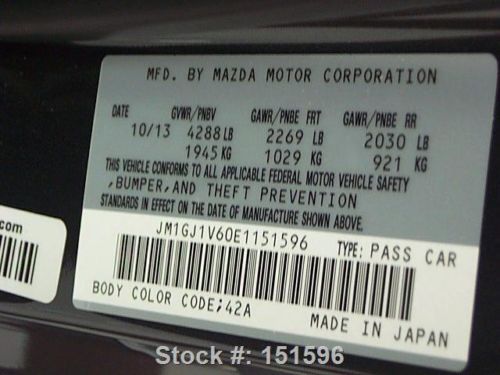 MFD. BY MAZDA MOTOR CORPORATION
DATE GVWR/PNBV GAWR/PNBE FRT GAWR/PNBE RR
10/13 4288 LB 2269 LB 2030 LB
1945 KG 1029 KG 921 KG
THIS VEHICLE CONFORMS TO ALL APPLICABLE FEDERAL MOTOR VEHICLE SAFETY
,BUMPER,AND THEFT PREVENTION
STANDARDS IN EFFECT ON THE DATE OF MANUFACTURE SHOWN ABOVE.
JM1GJ1V60E1151596 TYPE: PASS CAR
.com
BODY COLOR CODE;42A
MADE IN JAPAN
Stock #: 151596